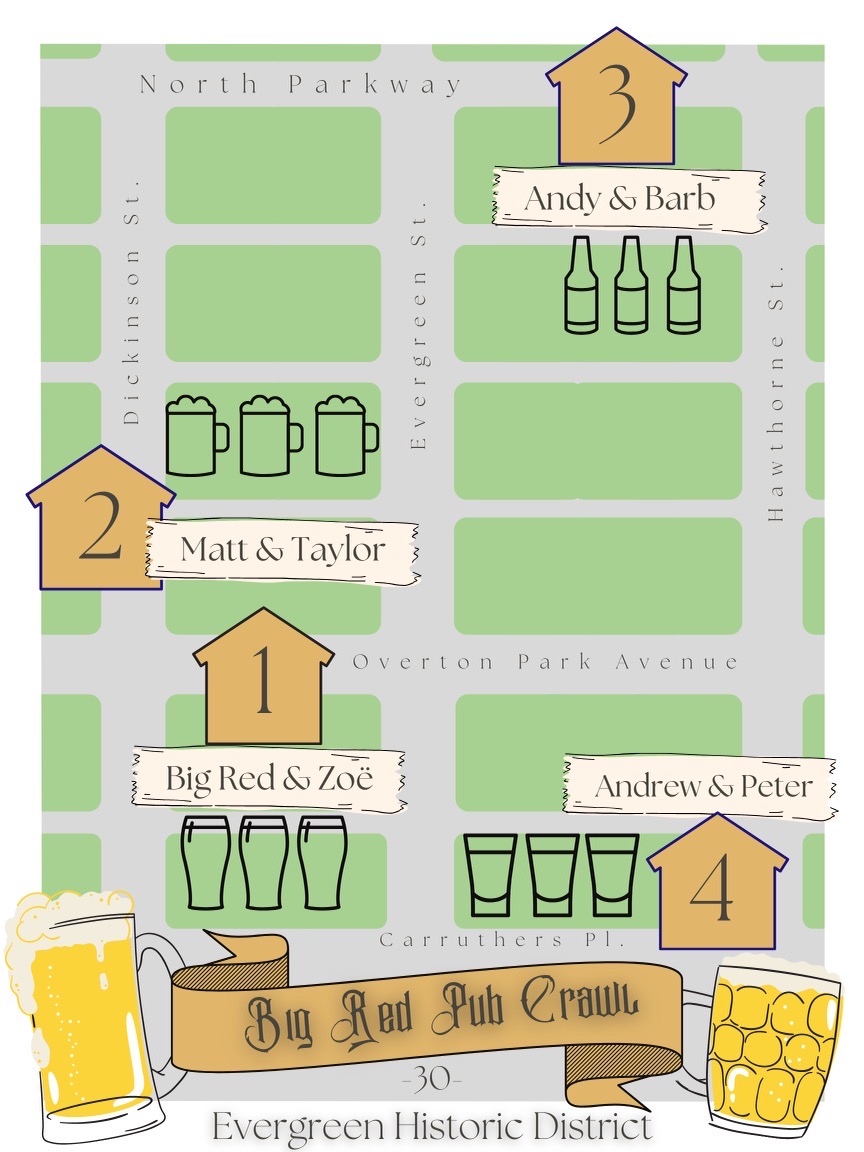 North Parkway
3
Andy & Barb
Dickinson St.
Evergreen St.
Hawthorne St.
2
Matt & Taylor
1
Overton Park Avenue
Big Red & Zoë
Andrew & Peter
4
Carruthers Pl.
Big Red Pub Crawl
-30-
Evergreen Historic District